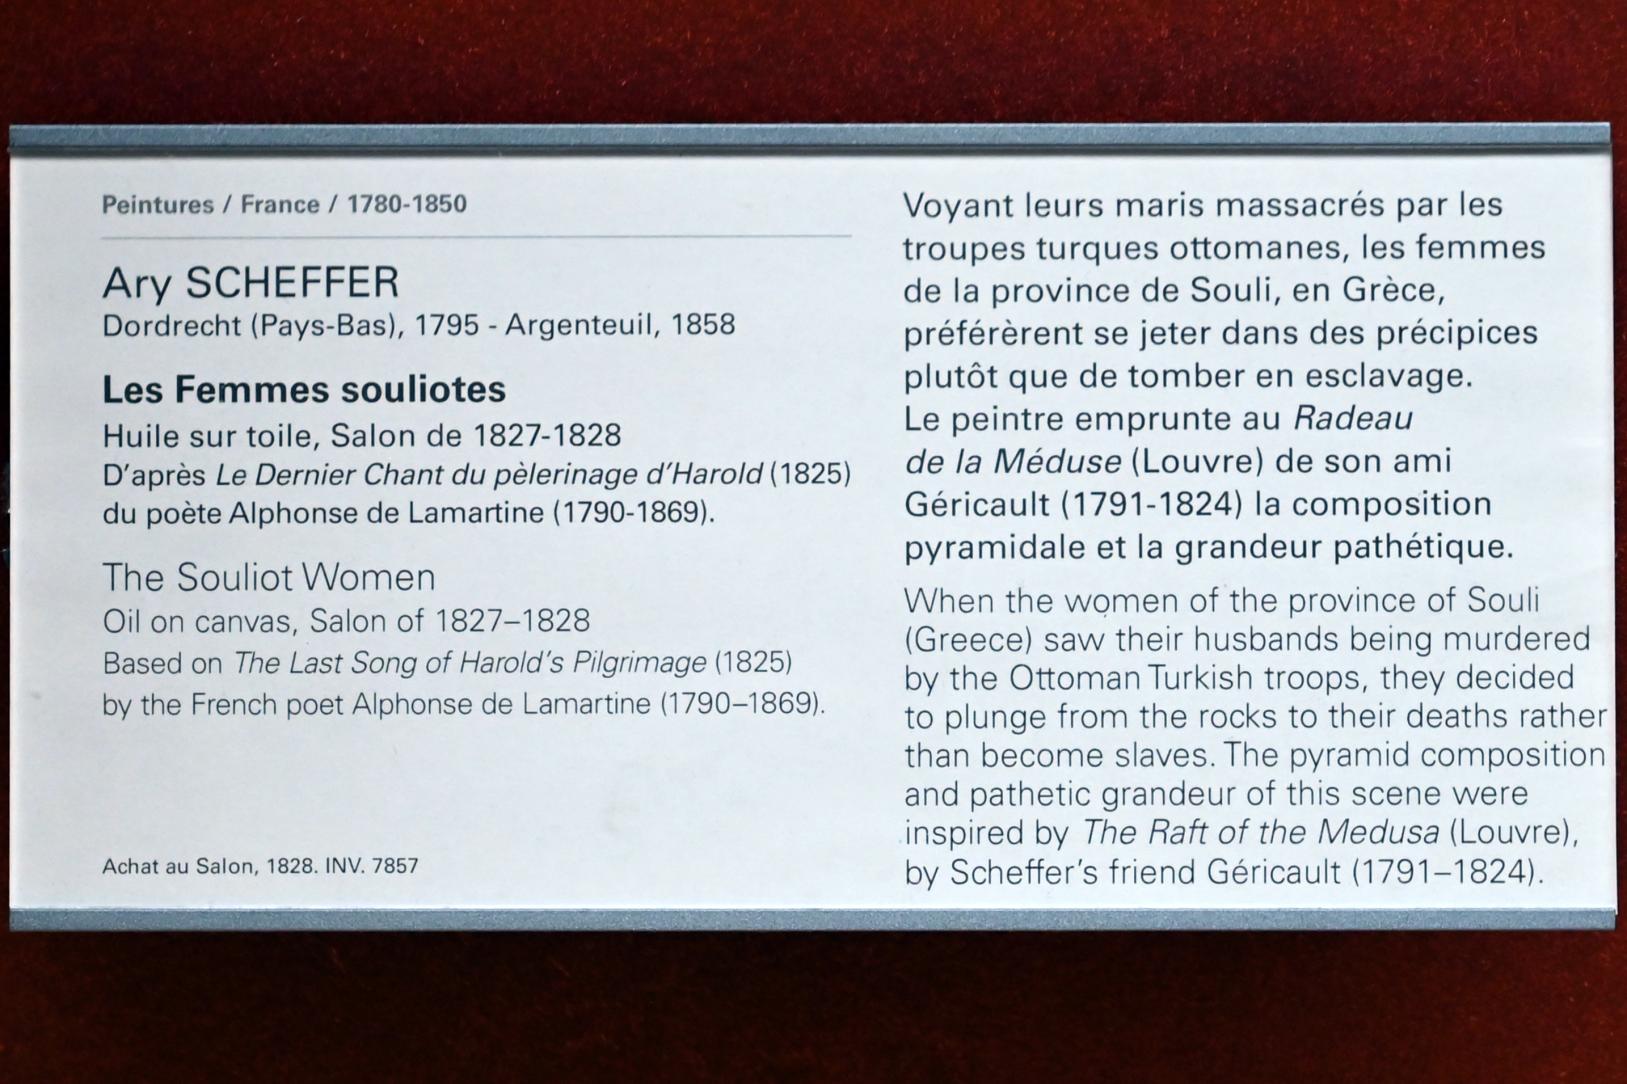 Peintures / France / 1780-1850
Ary SCHEFFER
Dordrecht (Pays-Bas), 1795 - Argenteuil, 1858
Les Femmes souliotes
Huile sur toile, Salon de 1827-1828
D'après Le Dernier Chant du pèlerinage d'Harold (1825)
du poète Alphonse de Lamartine (1790-1869).
The Souliot Women
Oil on canvas, Salon of 1827–1828
Based on The Last Song of Harold's Pilgrimage (1825)
by the French poet Alphonse de Lamartine (1790–1869).
Achat au Salon, 1828. INV. 7857
Voyant leurs maris massacrés par les
troupes turques ottomanes, les femmes
de la province de Souli, en Grèce,
préférèrent se jeter dans des précipices
plutôt que de tomber en esclavage.
Le peintre emprunte au Radeau
de la Méduse (Louvre) de son ami
Géricault (1791-1824) la composition
pyramidale et la grandeur pathétique.
When the women of the province of Souli
(Greece) saw their husbands being murdered
by the Ottoman Turkish troops, they decided
to plunge from the rocks to their deaths rather
than become slaves. The pyramid composition
and pathetic grandeur of this scene were
inspired by The Raft of the Medusa (Louvre),
by Scheffer's friend Géricault (1791–1824).